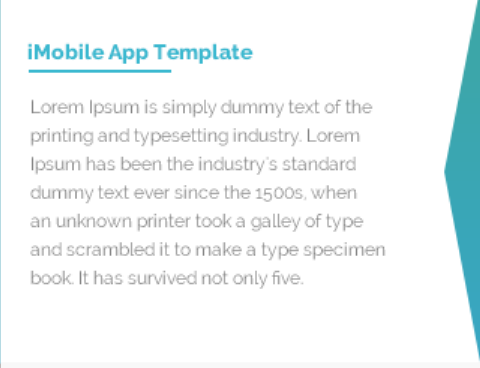 iMobile App Template
Lorem Ipsum is simply dummy text of the
printing and typesetting industry. Lorem
Ipsum has been the industry's standard
dummy text ever since the 1500s, when
an unknown printer took a galley of type
and scrambled it to make a type specimen
book. It has survived not only five.